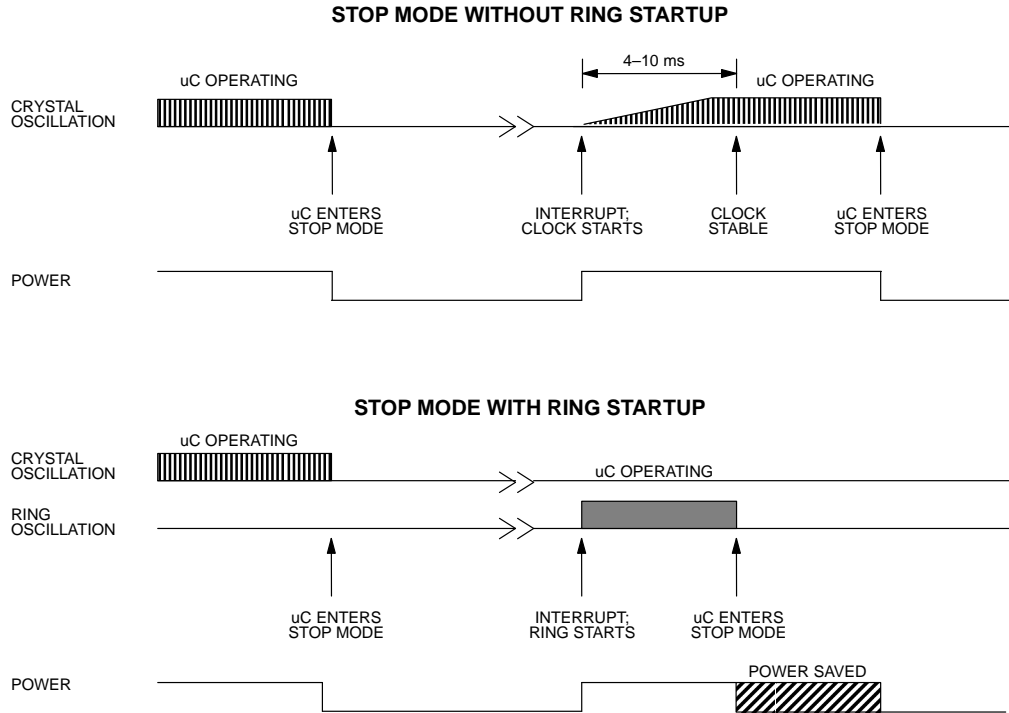 STOP MODE WITHOUT RING STARTUP
4–10 ms
uC OPERATING
uC OPERATING
CRYSTAL
OSCILLATION
uC ENTERS
STOP MODE
INTERRUPT;
CLOCK STARTS
CLOCK
STABLE
uC ENTERS
STOP MODE
POWER
STOP MODE WITH RING STARTUP
uC OPERATING
CRYSTAL
OSCILLATION
uC OPERATING
RING
OSCILLATION
uC ENTERS
STOP MODE
INTERRUPT;
RING STARTS
uC ENTERS
STOP MODE
POWER SAVED
POWER